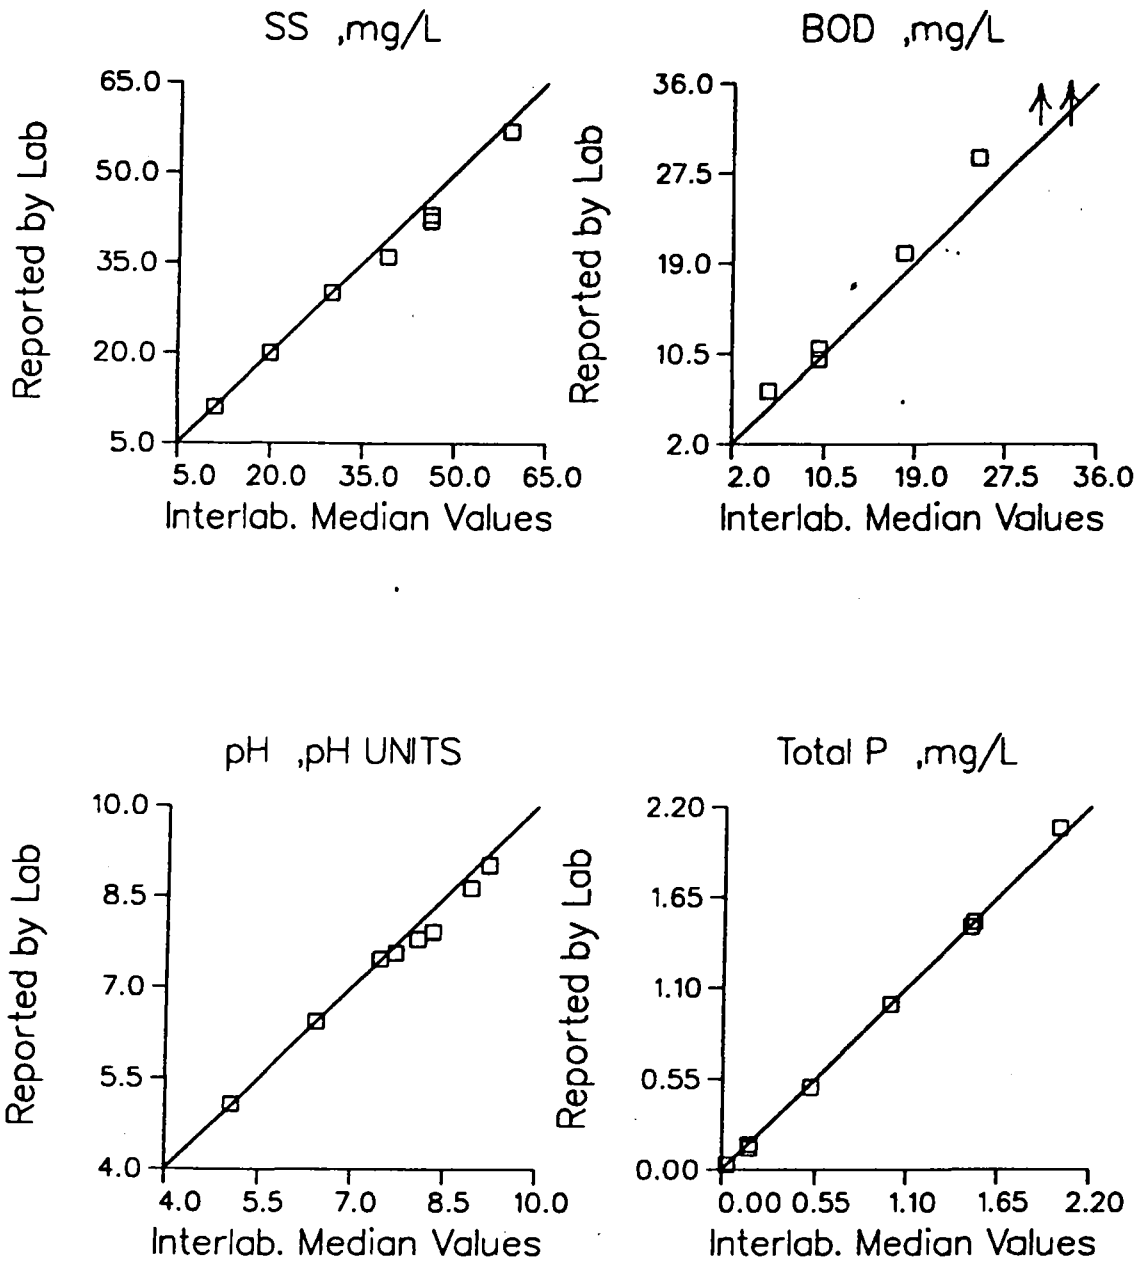 SS ,mg/L
65.0
50.0
35.0
20.0
5.0
Reported by Lab
5.0 20.0 35.0 50.0 65.0
Interlab. Median Values
BOD ,mg/L
36.0
27.5
19.0
10.5
2.0
Reported by Lab
2.0 10.5 19.0 27.5 36.0
Interlab. Median Values
pH ,pH UNITS
10.0
8.5
7.0
5.5
4.0
Reported by Lab
4.0 5.5 7.0 8.5 10.0
Interlab. Median Values
Total P ,mg/L
2.20
1.65
1.10
0.55
0.00
Reported by Lab
0.00 0.55 1.10 1.65 2.20
Interlab. Median Values